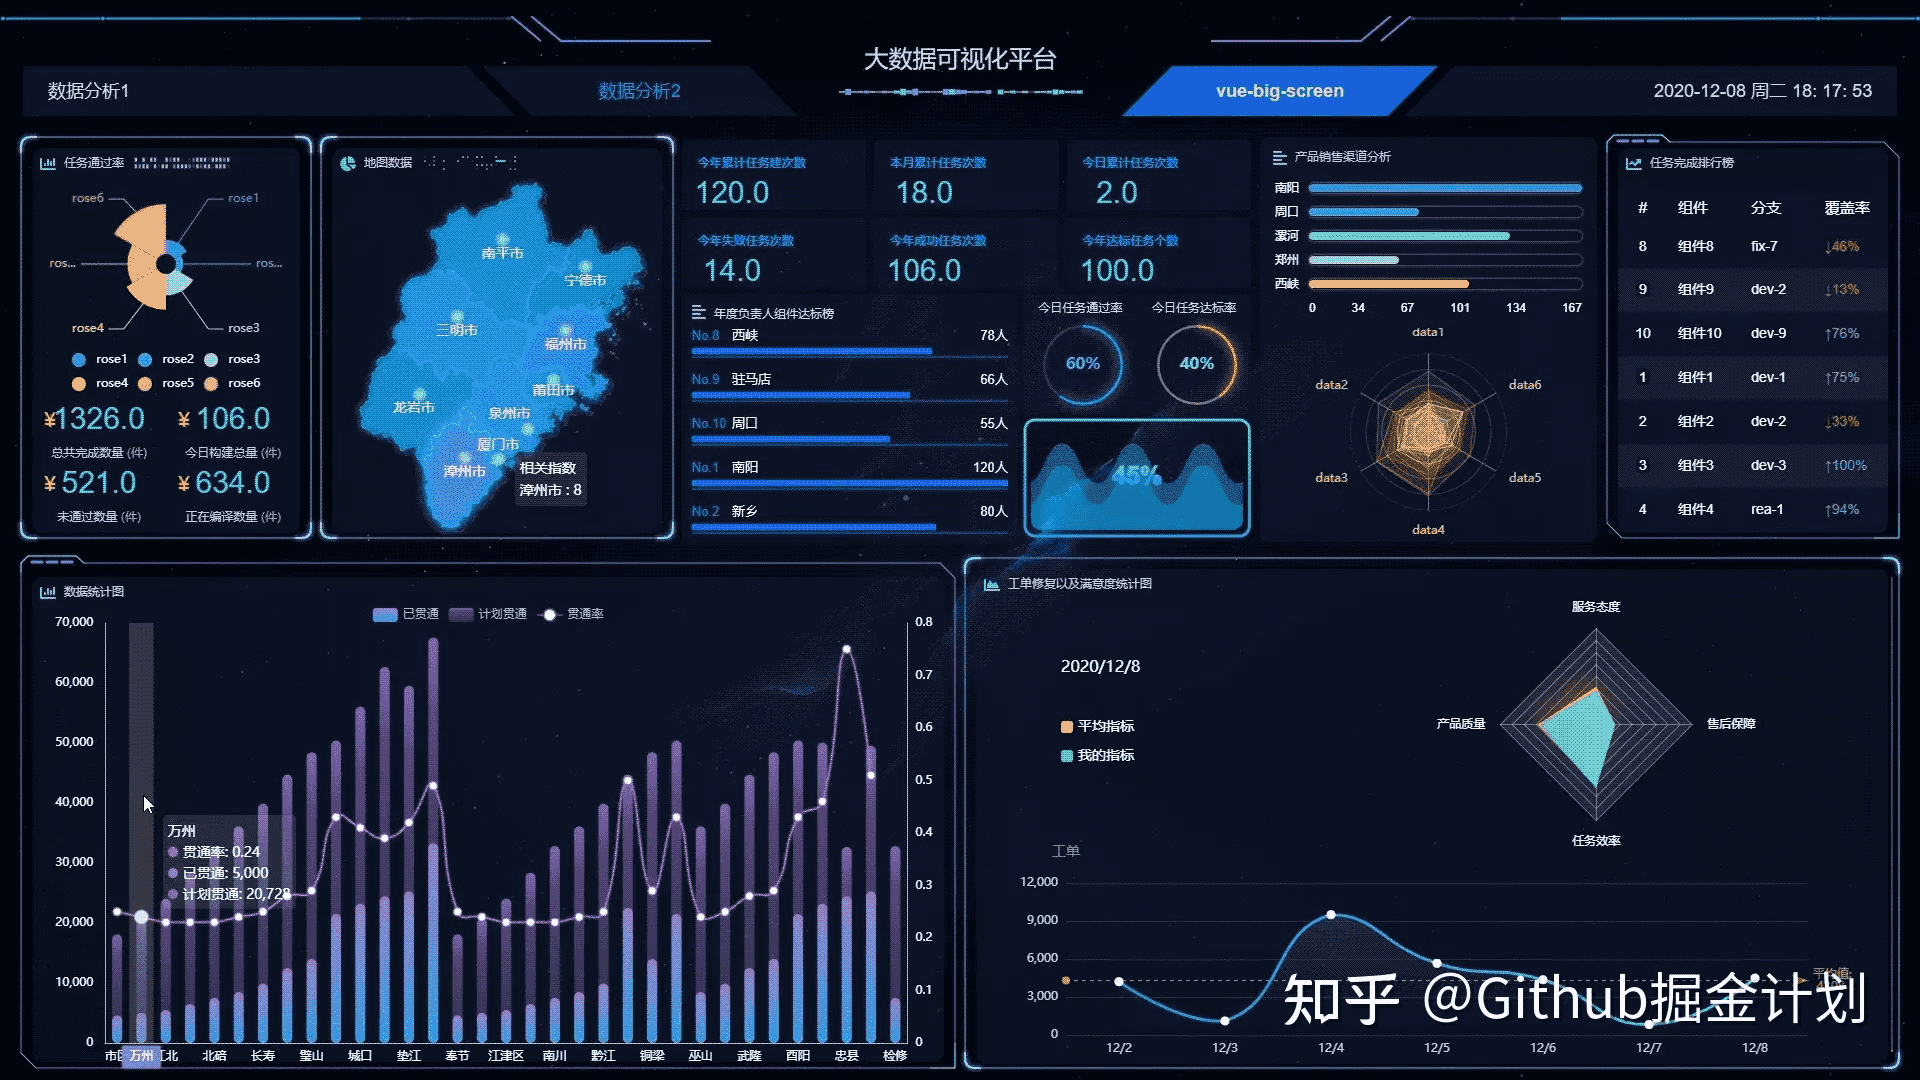 大数据可视化平台
数据分析1
数据分析2
vue-big-screen
2020-12-08 周二 18: 17: 53
任务通过率
rose6
rose1
ros...
ros...
rose4
rose3
rose1 rose2 rose3
rose4 rose5 rose6
¥1326.0
¥ 106.0
总共完成数量 (件)
今日构建总量 (件)
¥ 521.0
¥ 634.0
未通过数量 (件)
正在编译数量 (件)
地图数据
南平市
宁德市
三明市
福州市
莆田市
龙岩市
泉州市
厦门市
漳州市
相关指数
漳州市 : 8
今年累计任务建次数
120.0
本月累计任务次数
18.0
今日累计任务次数
2.0
今年失败任务次数
14.0
今年成功任务次数
106.0
今年达标任务个数
100.0
年度负责人组件达标榜
No.8 西峡 78人
No.9 驻马店 66人
No.10 周口 55人
No.1 南阳 120人
No.2 新乡 80人
今日任务通过率
今日任务达标率
60%
40%
45%
产品销售渠道分析
南阳
周口
漯河
郑州
西峡
0 34 67 101 134 167
data1
data2
data6
data3
data5
data4
任务完成排行榜
# 组件 分支 覆盖率
8 组件8 fix-7 ↓46%
9 组件9 dev-2 ↓13%
10 组件10 dev-9 ↑76%
1 组件1 dev-1 ↑75%
2 组件2 dev-2 ↓33%
3 组件3 dev-3 ↑100%
4 组件4 rea-1 ↑94%
数据统计图
已贯通 计划贯通 贯通率
70,000
60,000
50,000
40,000
30,000
20,000
10,000
0
0.8
0.7
0.6
0.5
0.4
0.3
0.2
0.1
0
万州
贯通率: 0.24
已贯通: 5,000
计划贯通: 20,728
市区 万州 江北 北碚 长寿 璧山 城口 垫江 奉节 江津区 南川 黔江 铜梁 巫山 武隆 酉阳 忠县 检修
工单修复以及满意度统计图
2020/12/8
平均指标
我的指标
服务态度
产品质量
售后保障
任务效率
工单
12,000
9,000
6,000
3,000
0
平均值:
12/2 12/3 12/4 12/5 12/6 12/7 12/8
知乎 @Github掘金计划